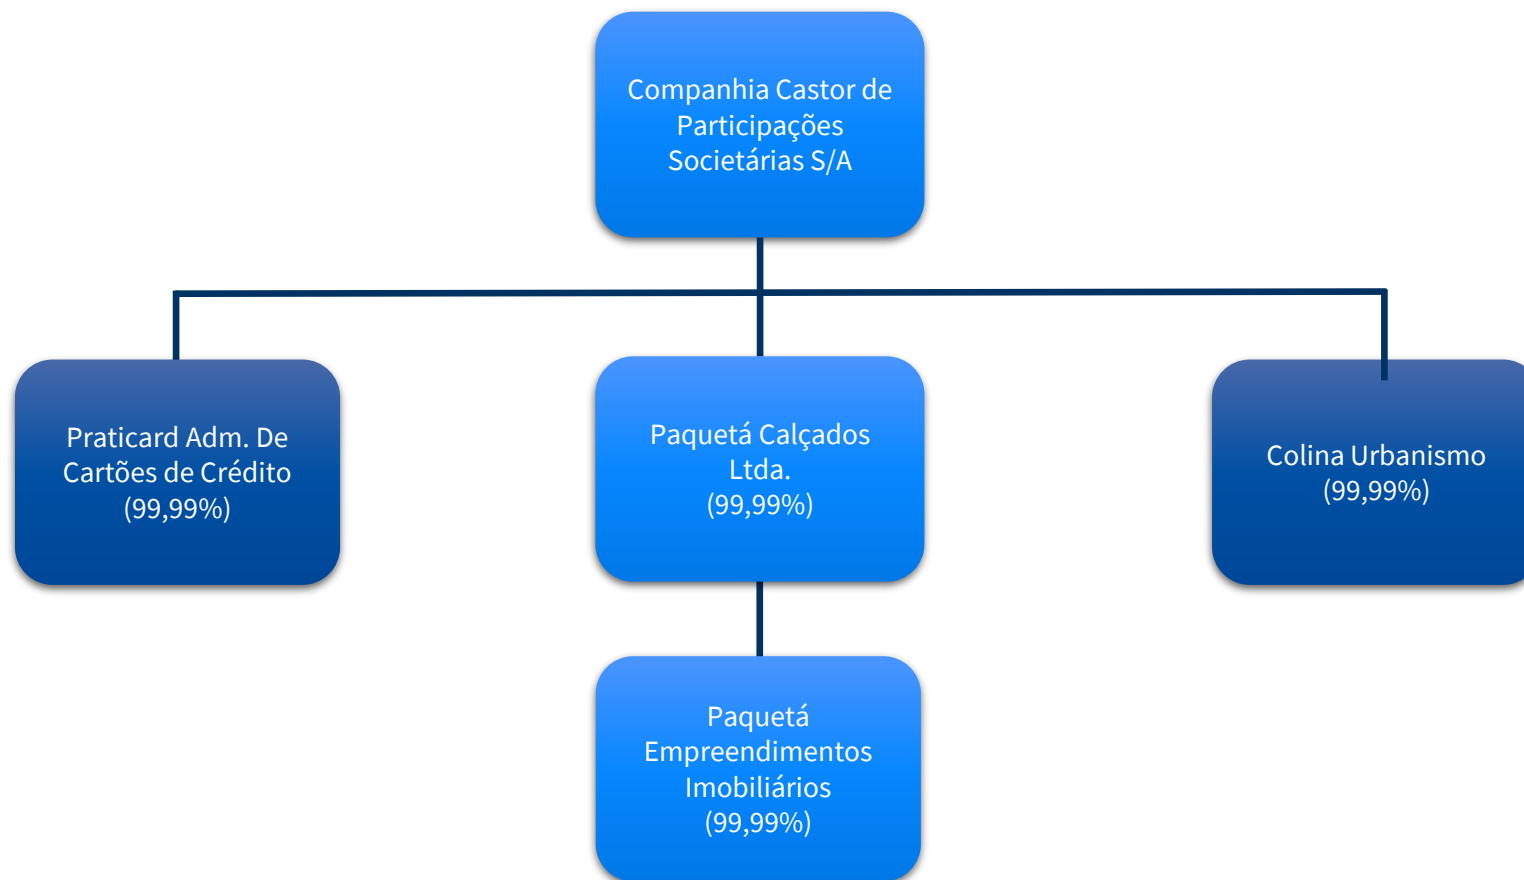 Companhia Castor de
Participações
Societárias S/A
Praticard Adm. De
Cartões de Crédito
(99,99%)
Paquetá Calçados
Ltda.
(99,99%)
Colina Urbanismo
(99,99%)
Paquetá
Empreendimentos
Imobiliários
(99,99%)